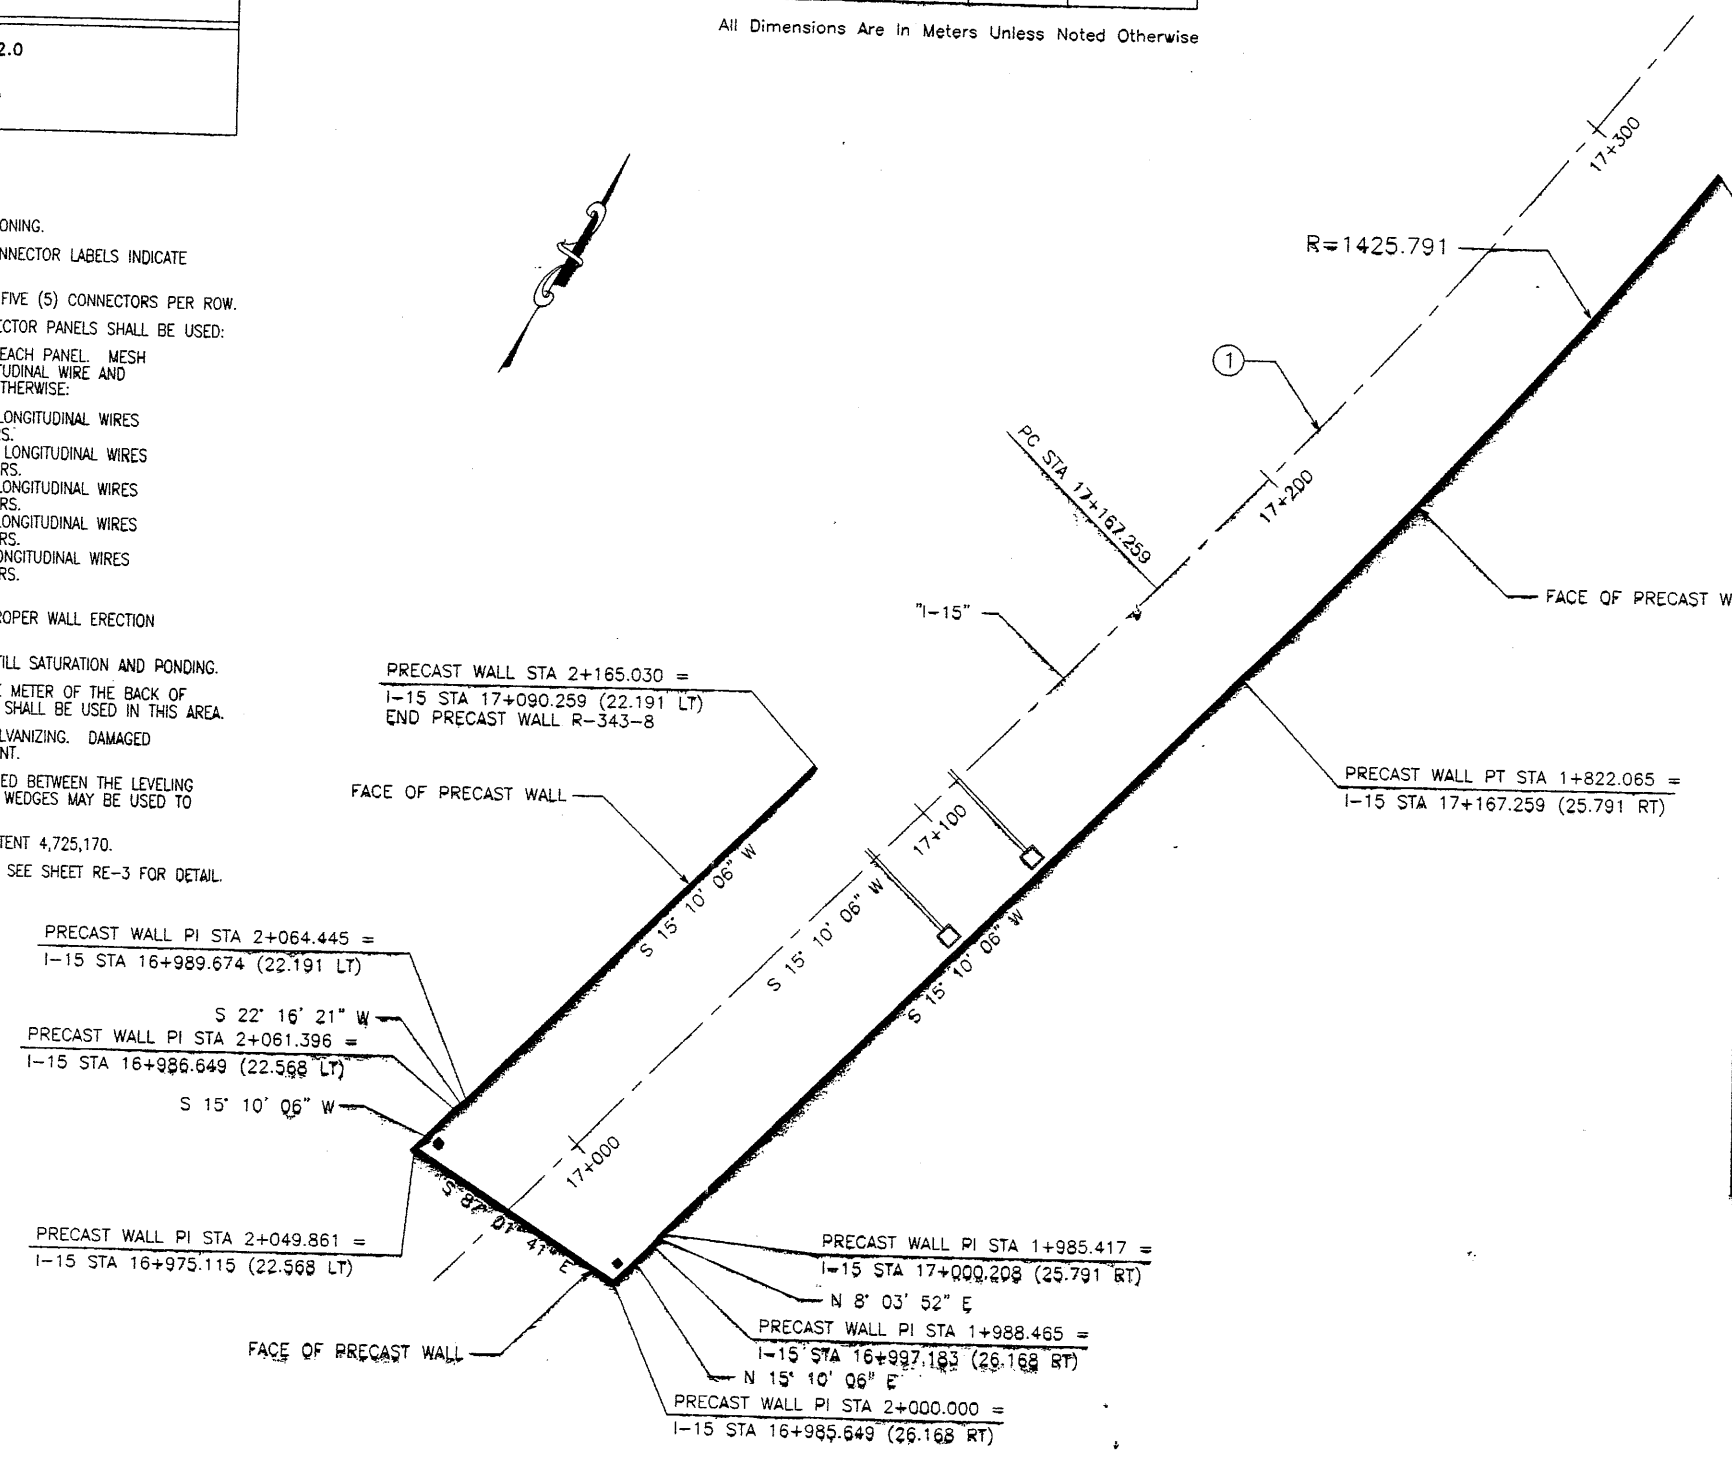 All Dimensions Are In Meters Unless Noted Otherwise
2.0
ONING.
NNECTOR LABELS INDICATE
FIVE (5) CONNECTORS PER ROW.
ECTOR PANELS SHALL BE USED:
EACH PANEL. MESH
TUDINAL WIRE AND
THERWISE:
LONGITUDINAL WIRES
S.
LONGITUDINAL WIRES
RS.
LONGITUDINAL WIRES
RS.
LONGITUDINAL WIRES
RS.
ONGITUDINAL WIRES
RS.
ROPER WALL ERECTION
ILL SATURATION AND PONDING.
E METER OF THE BACK OF
SHALL BE USED IN THIS AREA.
LVANIZING. DAMAGED
NT.
ED BETWEEN THE LEVELING
WEDGES MAY BE USED TO
TENT 4,725,170.
SEE SHEET RE-3 FOR DETAIL.
17+300
R=1425.791
1
PC STA 17+167.259
17+200
FACE OF PRECAST W
"I-15"
PRECAST WALL STA 2+165.030 =
I-15 STA 17+090.259 (22.191 LT)
END PRECAST WALL R-343-8
FACE OF PRECAST WALL
17+100
PRECAST WALL PT STA 1+822.065 =
I-15 STA 17+167.259 (25.791 RT)
S 15° 10' 06" W
S 15° 10' 06" W
S 15° 10' 06" W
PRECAST WALL PI STA 2+064.445 =
I-15 STA 16+989.674 (22.191 LT)
S 22° 16' 21" W
PRECAST WALL PI STA 2+061.396 =
I-15 STA 16+986.649 (22.568 LT)
S 15° 10' 06" W
17+000
S 87° 01' 41" E
PRECAST WALL PI STA 2+049.861 =
I-15 STA 16+975.115 (22.568 LT)
FACE OF PRECAST WALL
PRECAST WALL PI STA 1+985.417 =
I-15 STA 17+000.208 (25.791 RT)
N 8° 03' 52" E
PRECAST WALL PI STA 1+988.465 =
I-15 STA 16+997.183 (26.168 RT)
N 15° 10' 06" E
PRECAST WALL PI STA 2+000.000 =
I-15 STA 16+985.649 (26.168 RT)